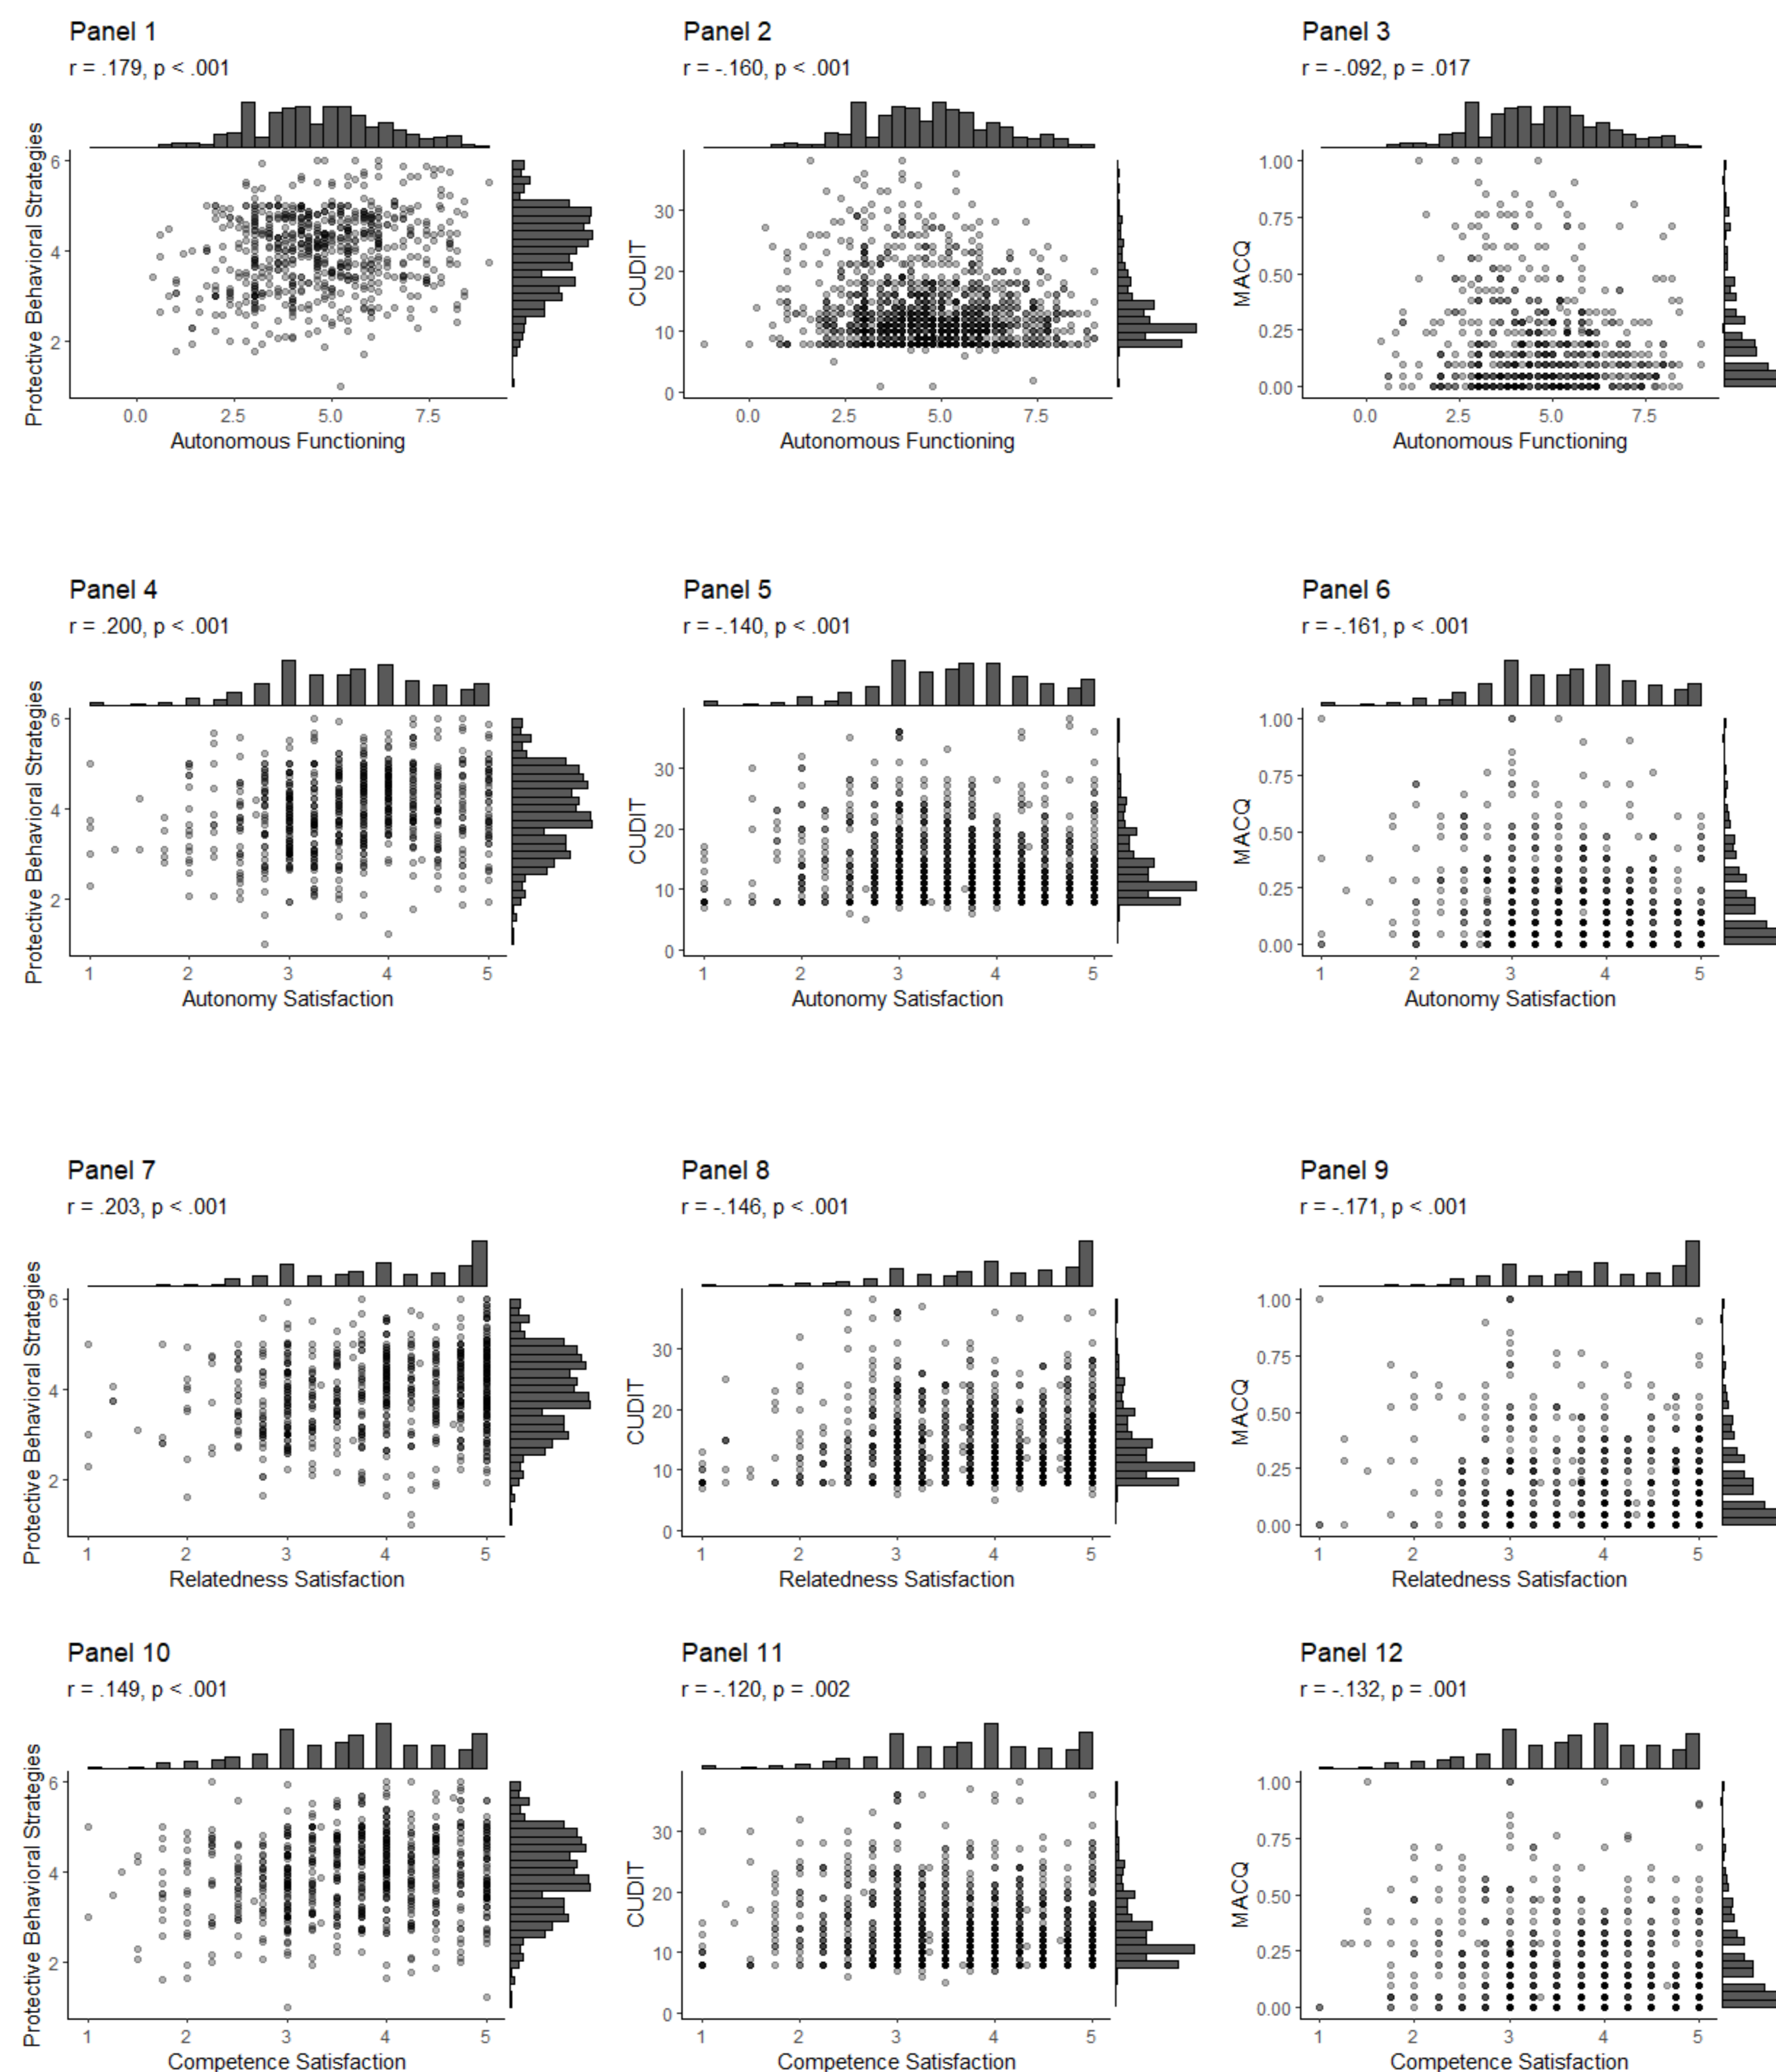 Panel 1
r = .179, p < .001
Protective Behavioral Strategies
6
4
2
0.0 2.5 5.0 7.5
Autonomous Functioning
Panel 2
r = -.160, p < .001
CUDIT
30
20
10
0
0.0 2.5 5.0 7.5
Autonomous Functioning
Panel 3
r = -.092, p = .017
MACQ
1.00
0.75
0.50
0.25
0.00
0.0 2.5 5.0 7.5
Autonomous Functioning
Panel 4
r = .200, p < .001
Protective Behavioral Strategies
6
4
2
1 2 3 4 5
Autonomy Satisfaction
Panel 5
r = -.140, p < .001
CUDIT
30
20
10
0
1 2 3 4 5
Autonomy Satisfaction
Panel 6
r = -.161, p < .001
MACQ
1.00
0.75
0.50
0.25
0.00
1 2 3 4 5
Autonomy Satisfaction
Panel 7
r = .203, p < .001
Protective Behavioral Strategies
6
4
2
1 2 3 4 5
Relatedness Satisfaction
Panel 8
r = -.146, p < .001
CUDIT
30
20
10
0
1 2 3 4 5
Relatedness Satisfaction
Panel 9
r = -.171, p < .001
MACQ
1.00
0.75
0.50
0.25
0.00
1 2 3 4 5
Relatedness Satisfaction
Panel 10
r = .149, p < .001
Protective Behavioral Strategies
6
4
2
1 2 3 4 5
Competence Satisfaction
Panel 11
r = -.120, p = .002
CUDIT
30
20
10
0
1 2 3 4 5
Competence Satisfaction
Panel 12
r = -.132, p = .001
MACQ
1.00
0.75
0.50
0.25
0.00
1 2 3 4 5
Competence Satisfaction